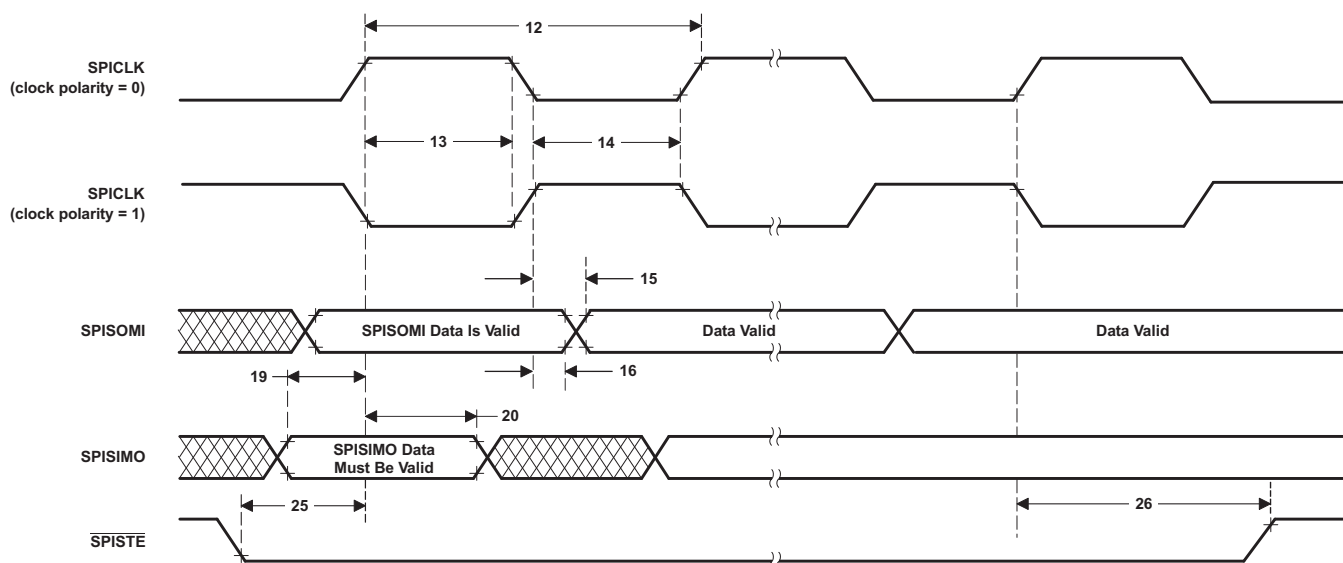 12
SPICLK
(clock polarity = 0)
13
14
SPICLK
(clock polarity = 1)
15
SPISOMI
SPISOMI Data Is Valid
Data Valid
Data Valid
19
16
20
SPISIMO
SPISIMO Data
Must Be Valid
25
26
SPISTE